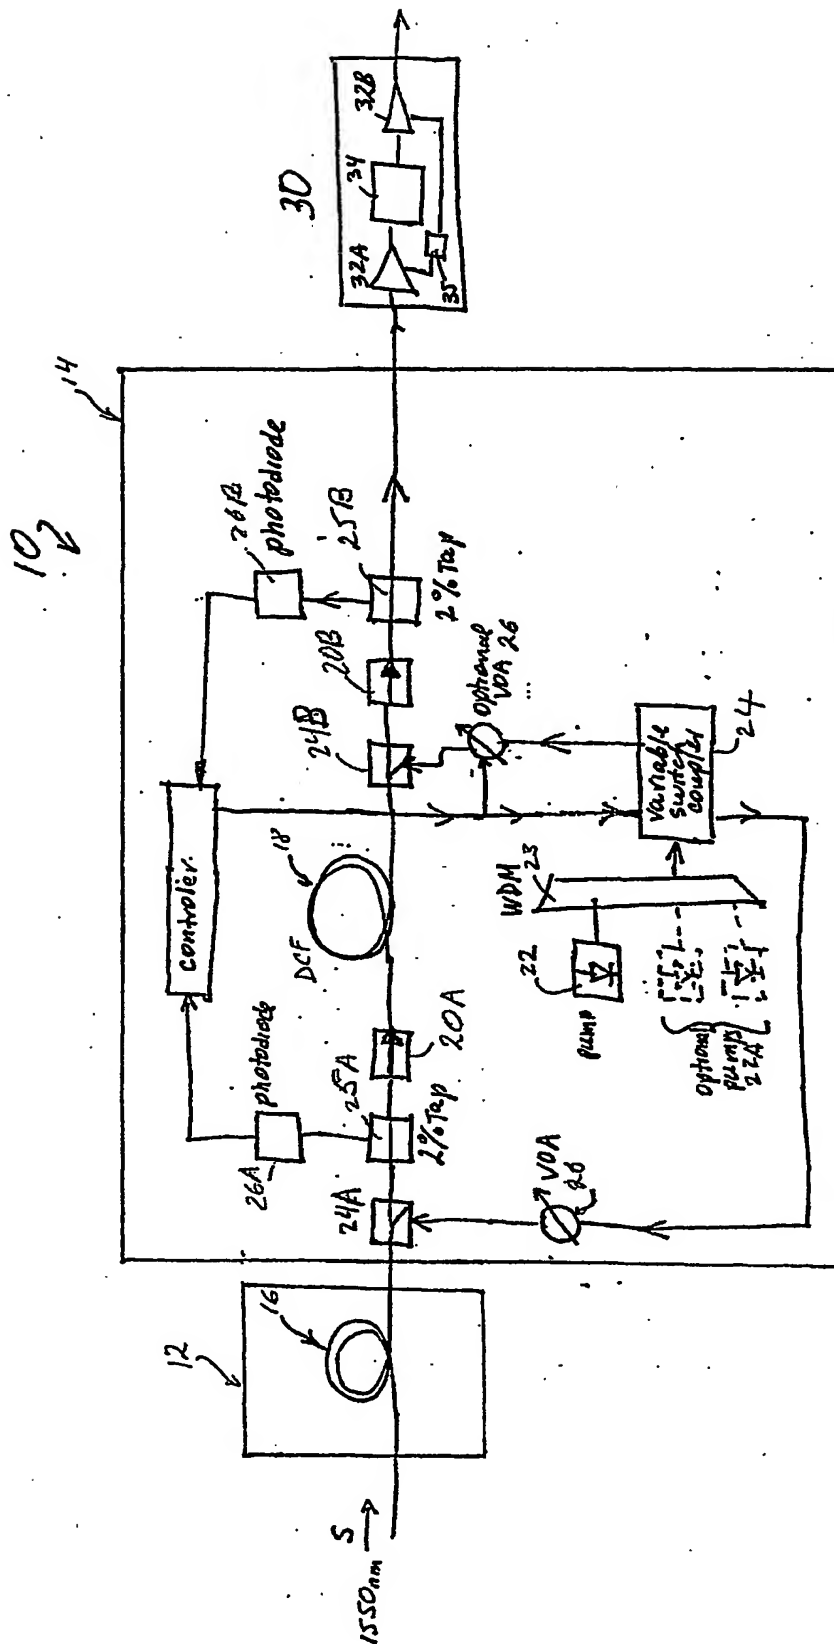 10
14
30
32A
34
32B
35
controller
26B
photodiode
photodiode
26A
12
16
24A
25A
2% Tap
20A
DCF
18
24B
20B
25B
2% Tap
S
1550nm
VOA
optional
VOA 26
variable
switch
coupler
24
WDM
23
22
pump
optional
pumps
22A